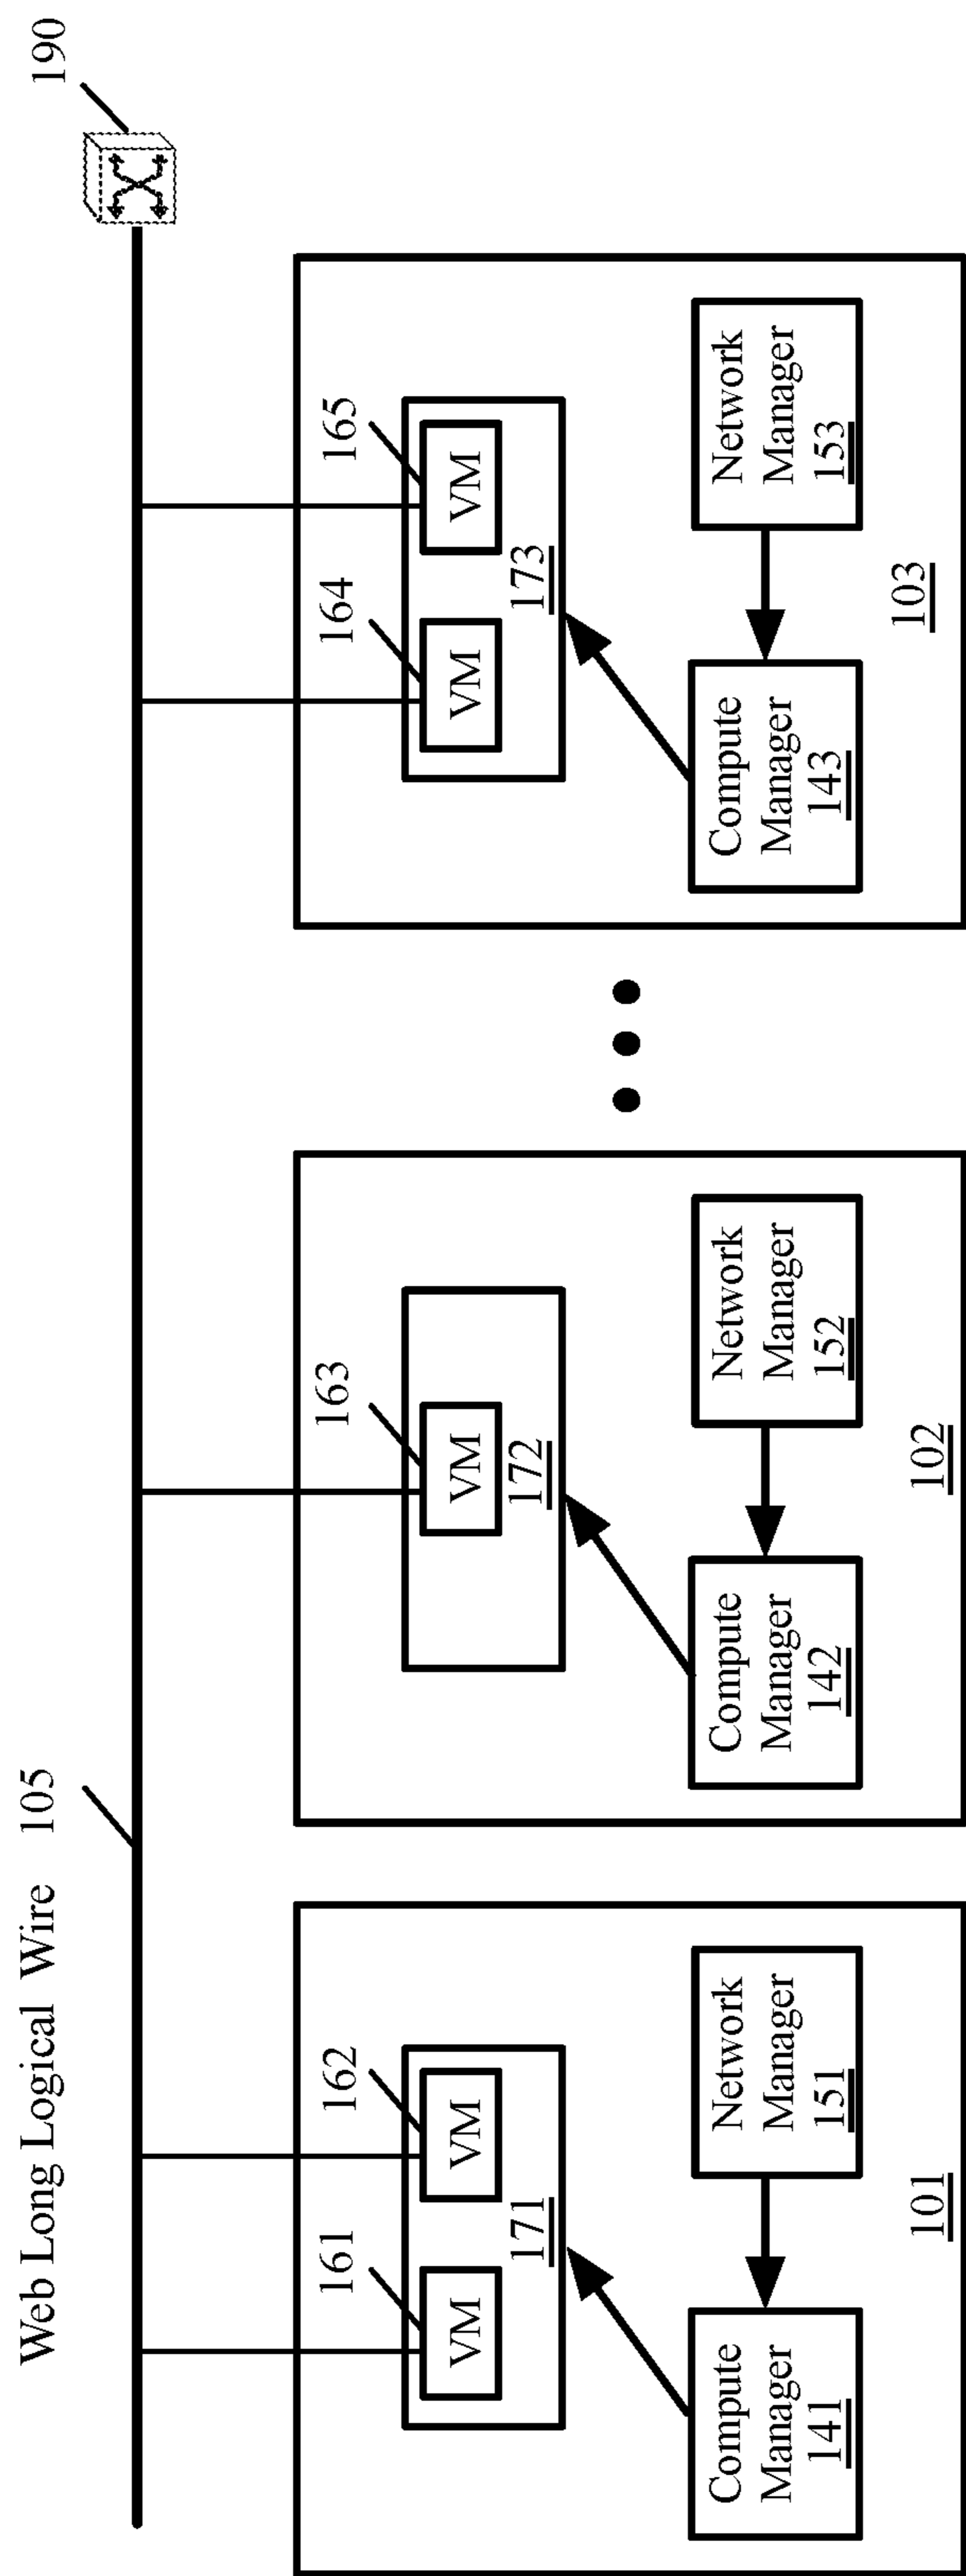 Web Long Logical Wire 105
190
161
162
VM
VM
171
Compute
Manager
141
Network
Manager
151
101
163
VM
172
Compute
Manager
142
Network
Manager
152
102
164
165
VM
VM
173
Compute
Manager
143
Network
Manager
153
103